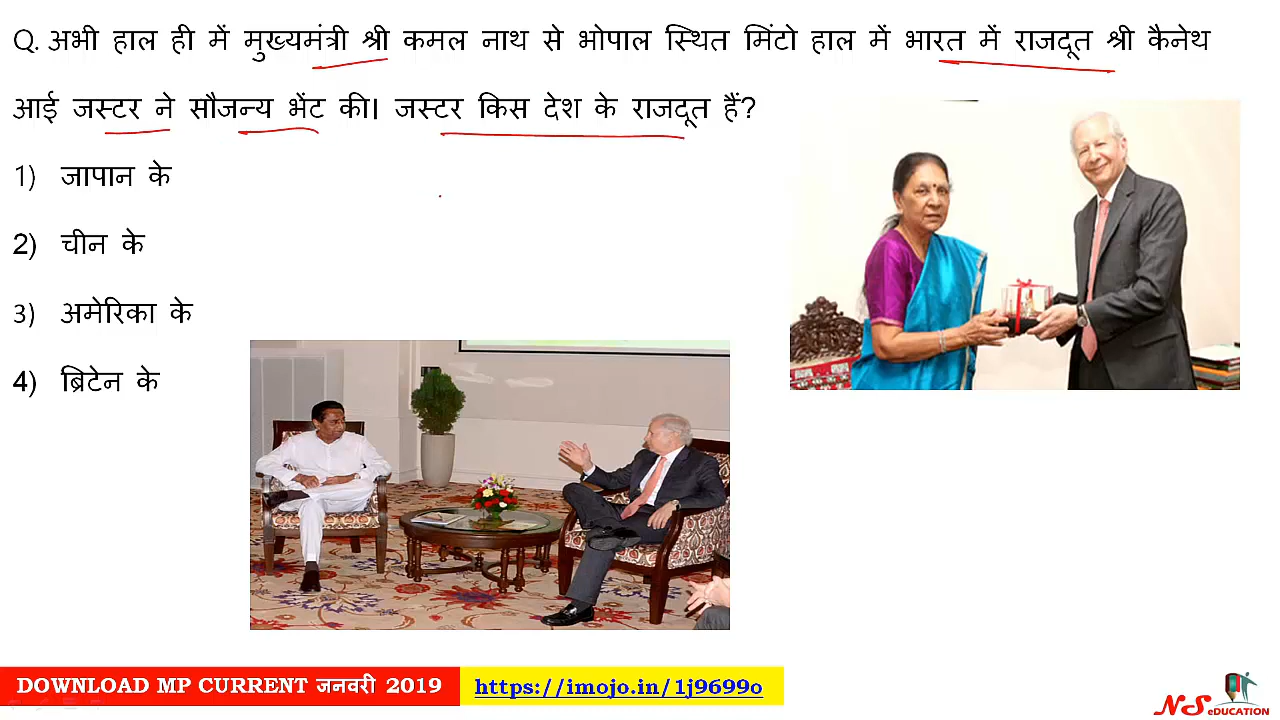 Q. अभी हाल ही में मुख्यमंत्री श्री कमल नाथ से भोपाल स्थित मिंटो हाल में भारत में राजदूत श्री कैनेथ
आई जस्टर ने सौजन्य भेंट की। जस्टर किस देश के राजदूत हैं?
1) जापान के
2) चीन के
3) अमेरिका के
4) ब्रिटेन के
DOWNLOAD MP CURRENT जनवरी 2019 https://imojo.in/1j9699o
NS eDUCATION